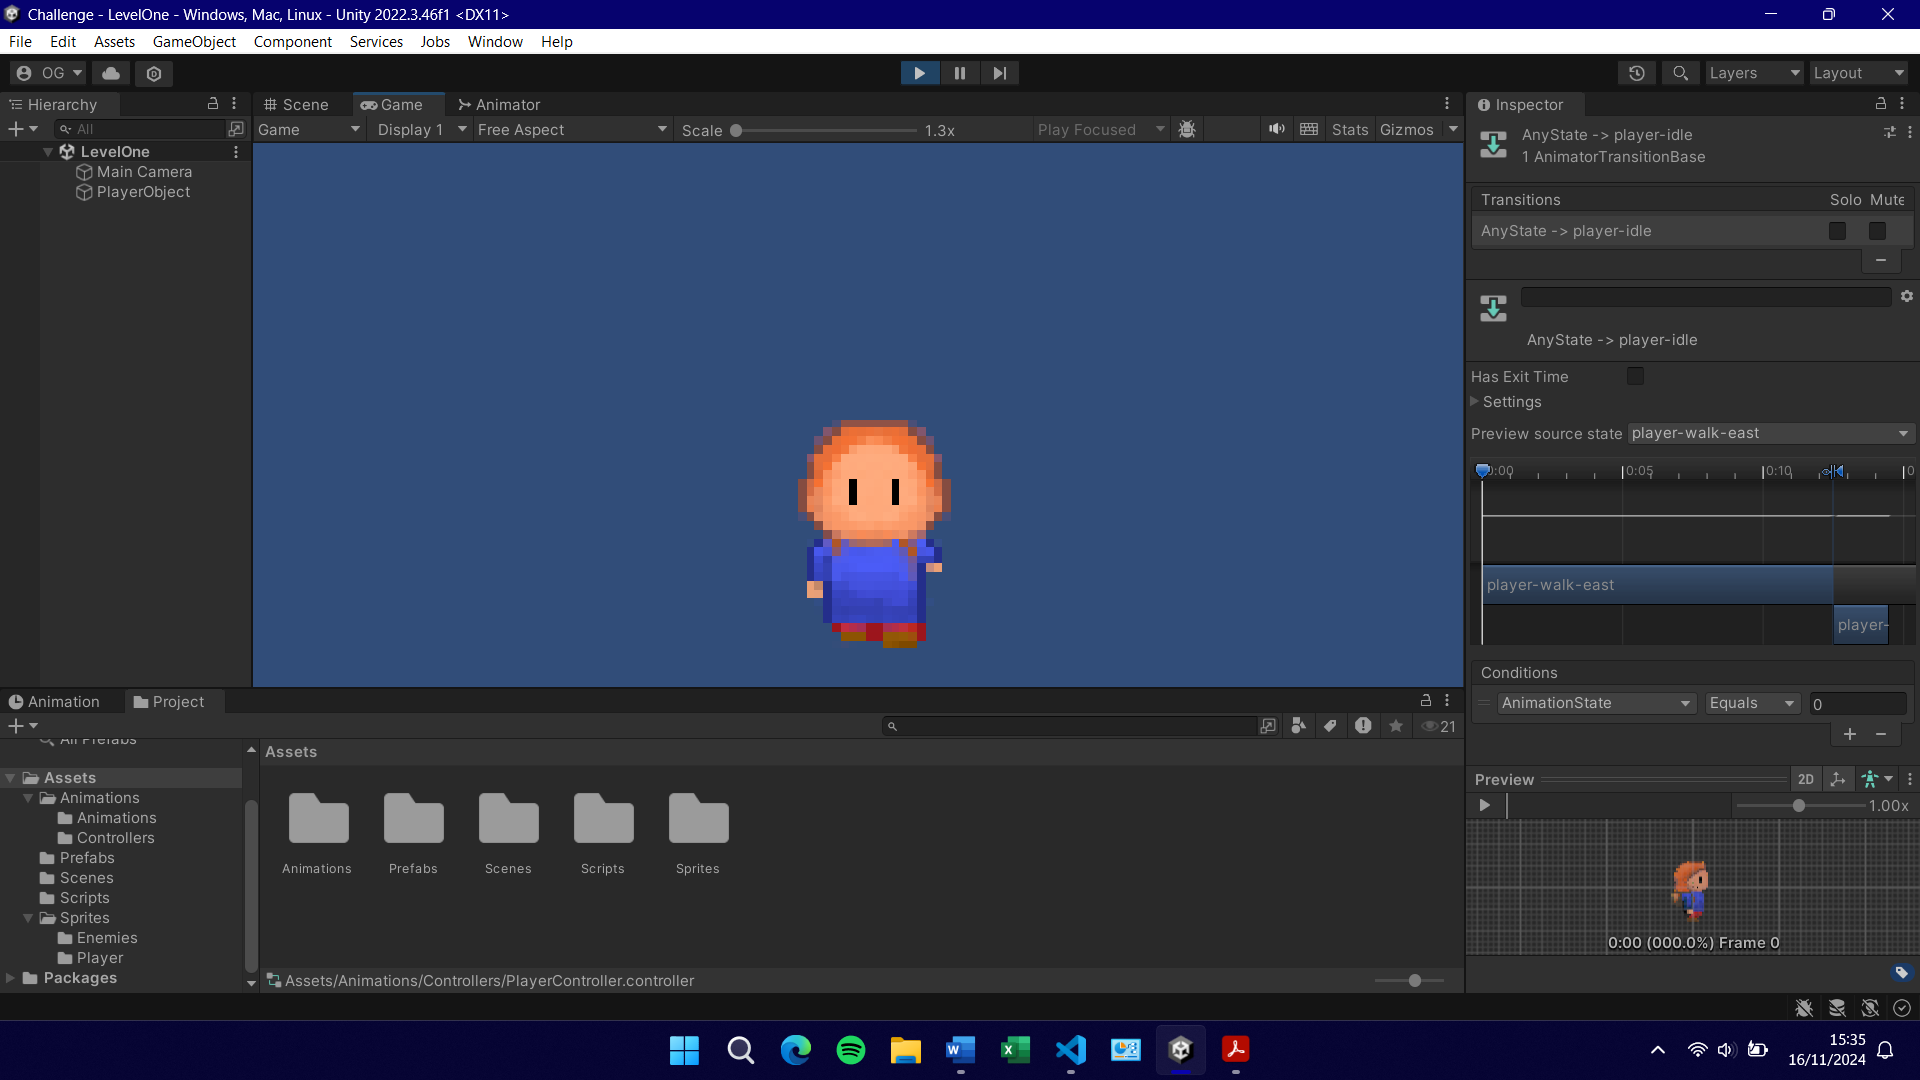 Challenge - LevelOne - Windows, Mac, Linux - Unity 2022.3.46f1 <DX11>
File Edit Assets GameObject Component Services Jobs Window Help
OG Layers Layout
Hierarchy
All
LevelOne
Main Camera
PlayerObject
Scene Game Animator
Game Display 1 Free Aspect Scale 1.3x Play Focused Stats Gizmos
Inspector
AnyState -> player-idle
1 AnimatorTransitionBase
Transitions Solo Mute
AnyState -> player-idle
AnyState -> player-idle
Has Exit Time
Settings
Preview source state player-walk-east
0:00 0:05 0:10 0
player-walk-east
player-
Conditions
AnimationState Equals 0
Preview 2D
1.00x
0:00 (000.0%) Frame 0
Animation Project
21
All Prefabs
Assets
Animations
Animations
Controllers
Prefabs
Scenes
Scripts
Sprites
Enemies
Player
Packages
Assets
Animations Prefabs Scenes Scripts Sprites
Assets/Animations/Controllers/PlayerController.controller
15:35
16/11/2024